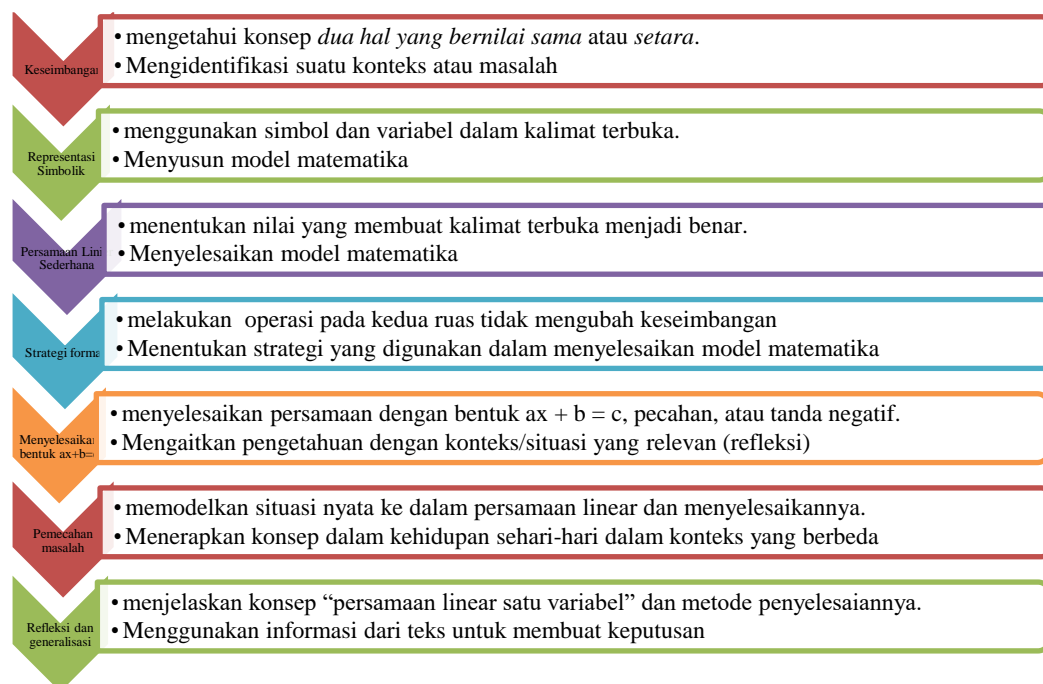 Keseimbangan
• mengetahui konsep dua hal yang bernilai sama atau setara.
• Mengidentifikasi suatu konteks atau masalah
Representasi
Simbolik
• menggunakan simbol dan variabel dalam kalimat terbuka.
• Menyusun model matematika
Persamaan Lini
Sederhana
• menentukan nilai yang membuat kalimat terbuka menjadi benar.
• Menyelesaikan model matematika
Strategi forma
• melakukan operasi pada kedua ruas tidak mengubah keseimbangan
• Menentukan strategi yang digunakan dalam menyelesaikan model matematika
Menyelesaikan
bentuk ax+b=
• menyelesaikan persamaan dengan bentuk ax + b = c, pecahan, atau tanda negatif.
• Mengaitkan pengetahuan dengan konteks/situasi yang relevan (refleksi)
Pemecahan
masalah
• memodelkan situasi nyata ke dalam persamaan linear dan menyelesaikannya.
• Menerapkan konsep dalam kehidupan sehari-hari dalam konteks yang berbeda
Refleksi dan
generalisasi
• menjelaskan konsep “persamaan linear satu variabel” dan metode penyelesaiannya.
• Menggunakan informasi dari teks untuk membuat keputusan